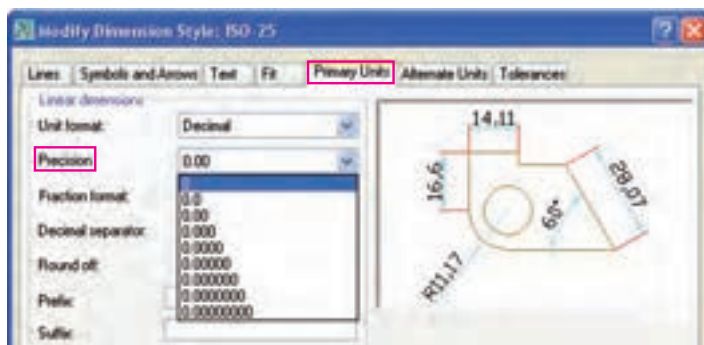 Modify Dimension Style: ISO-25
Lines Symbols and Arrows Text Fit Primary Units Alternate Units Tolerances
Linear dimensions
Unit format: Decimal
Precision 0.00
0
0.0
Fraction format:
0.00
0.000
Decimal separator:
0.0000
Round off:
0.00000
0.000000
Prefix:
0.0000000
0.00000000
Suffix:
14,11
16,6
28,07
60°
R11,17